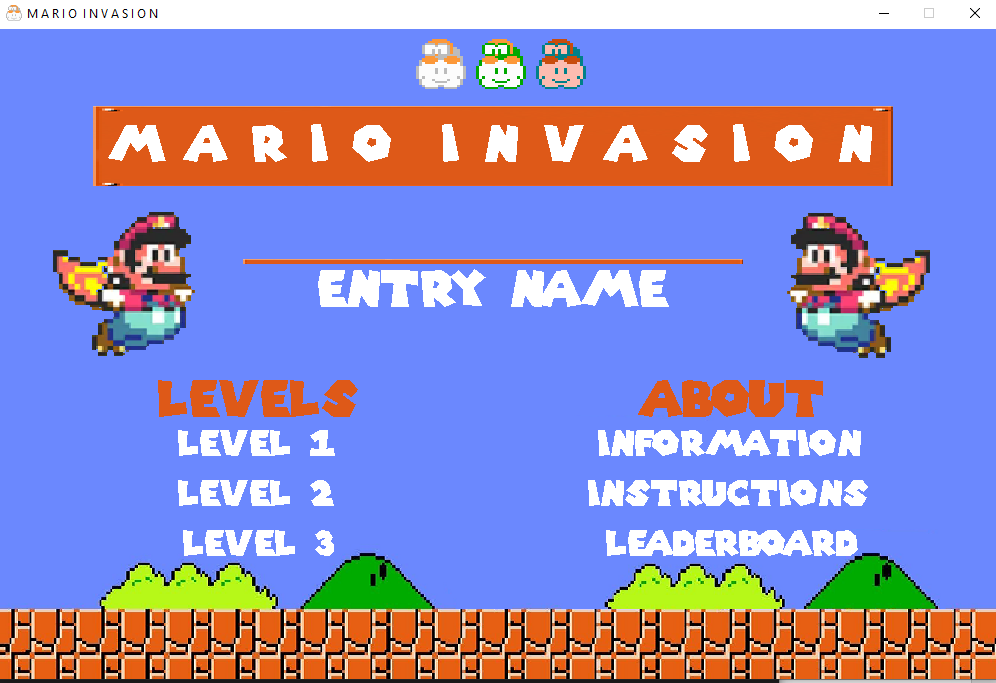 MARIO INVASION
MARIO INVASION
ENTRY NAME
LEVELS
LEVEL 1
LEVEL 2
LEVEL 3
ABOUT
INFORMATION
INSTRUCTIONS
LEADERBOARD